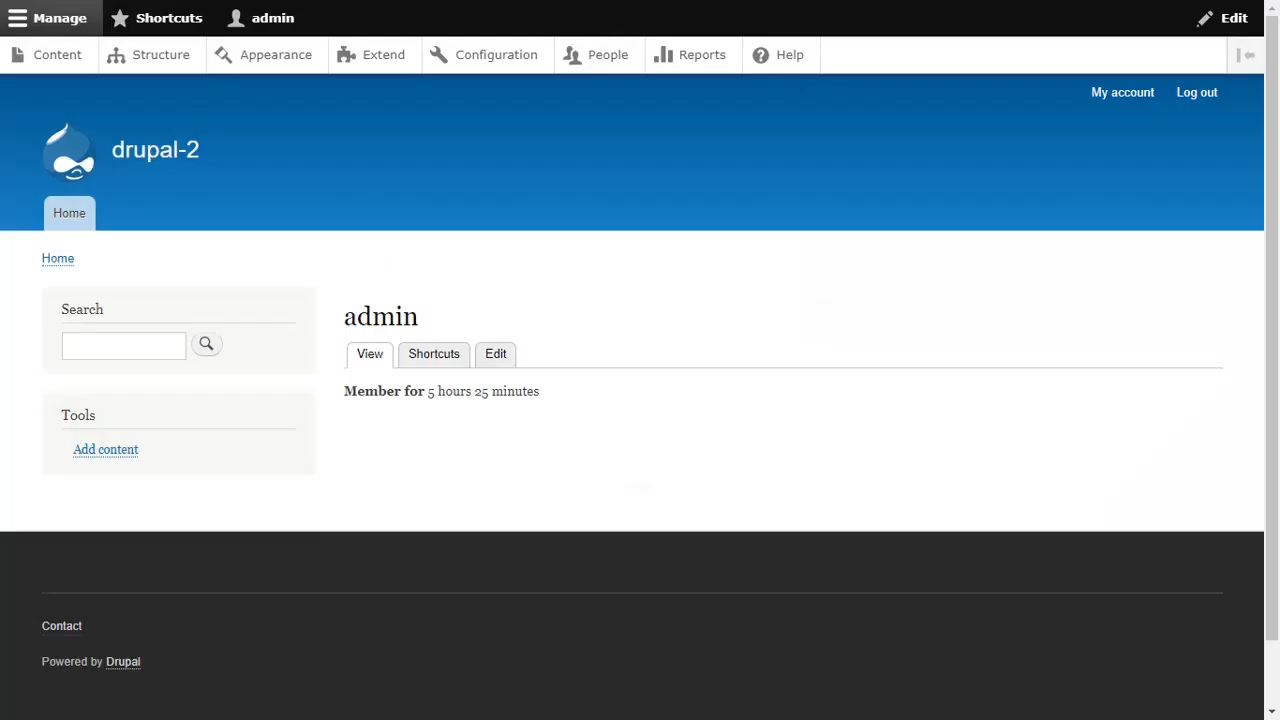 Manage Shortcuts admin Edit
Content Structure Appearance Extend Configuration People Reports Help
My account Log out
drupal-2
Home
Home
Search
admin
View Shortcuts Edit
Member for 5 hours 25 minutes
Tools
Add content
Contact
Powered by Drupal